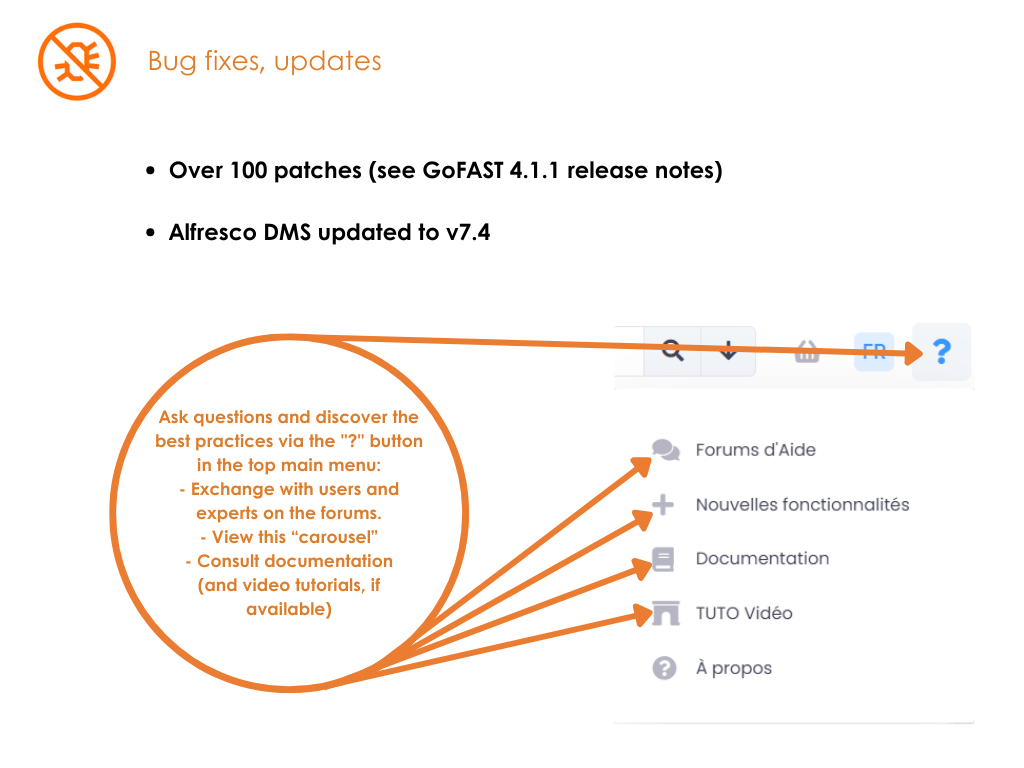 Bug fixes, updates
• Over 100 patches (see GoFAST 4.1.1 release notes)
• Alfresco DMS updated to v7.4
FR ?
Ask questions and discover the
best practices via the "?" button
in the top main menu:
- Exchange with users and
experts on the forums.
- View this “carousel”
- Consult documentation
(and video tutorials, if
available)
Forums d'Aide
Nouvelles fonctionnalités
Documentation
TUTO Vidéo
À propos